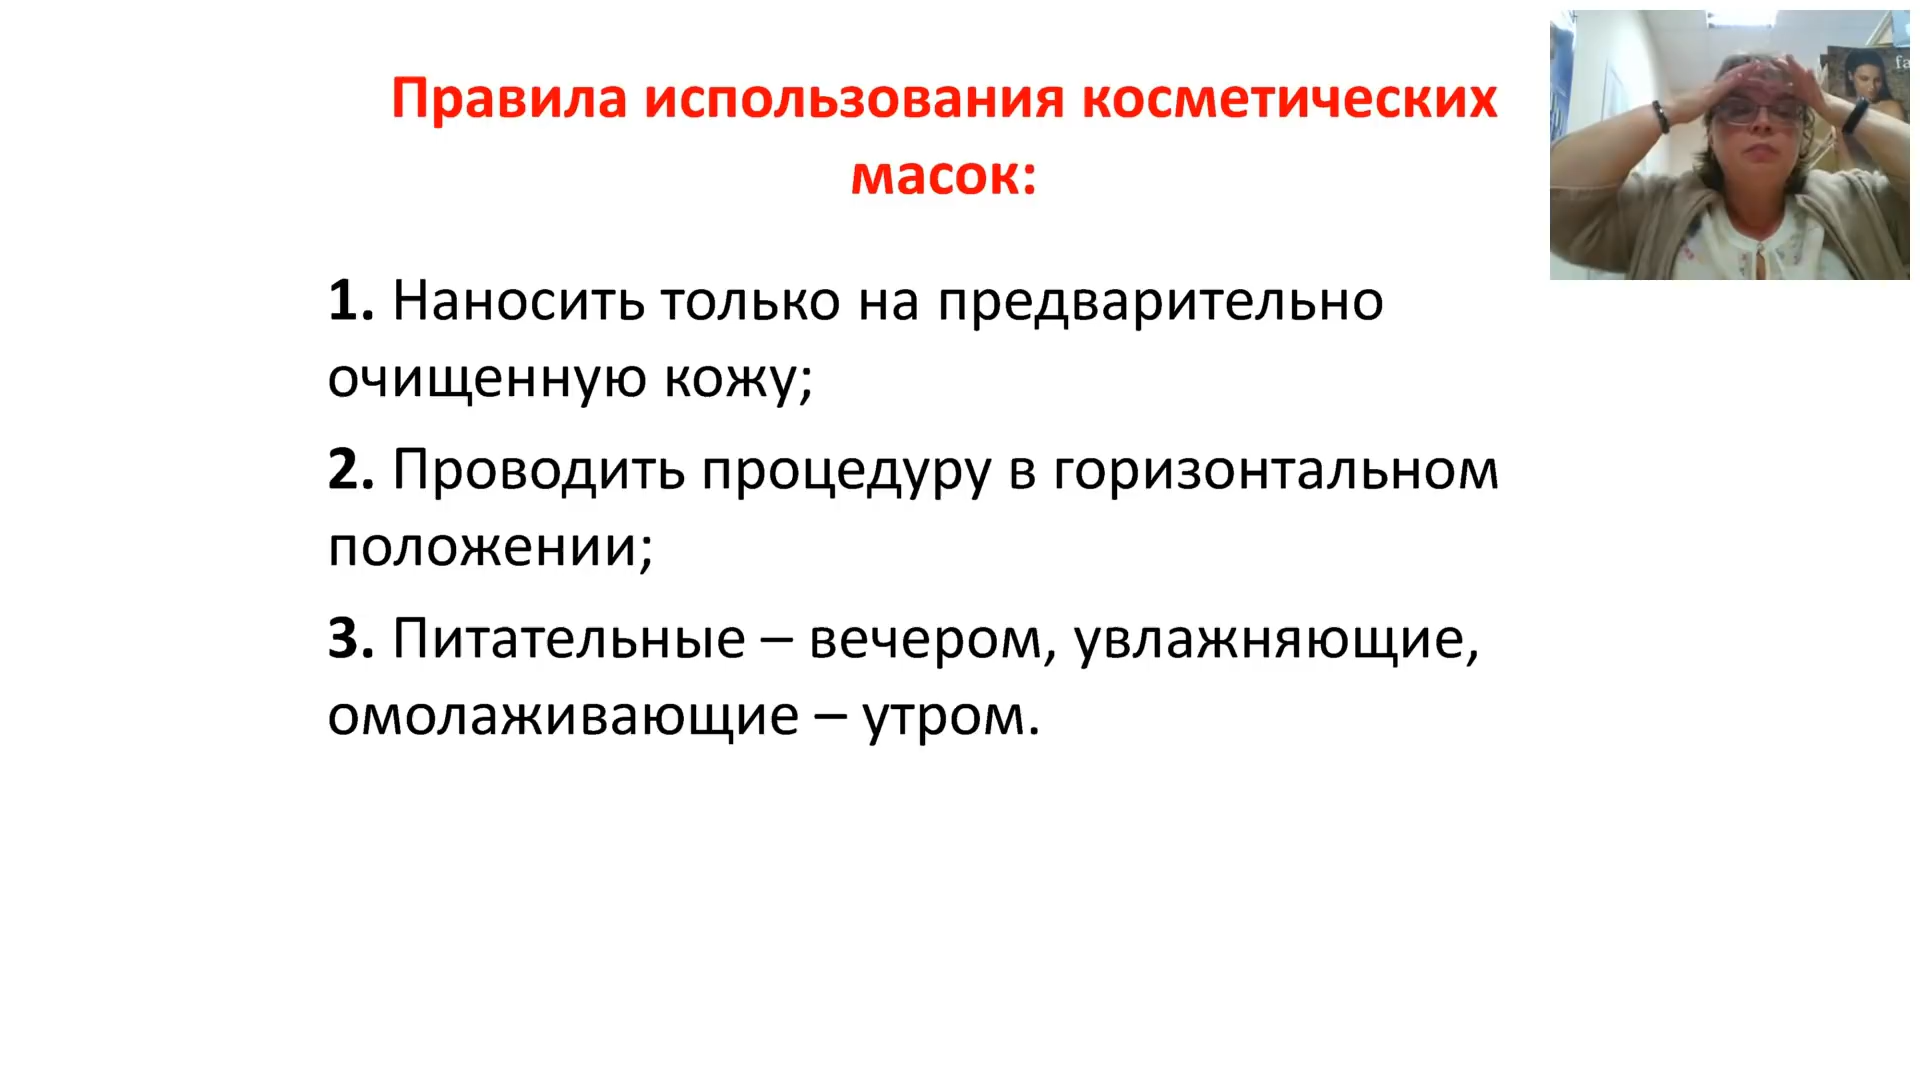 Правила использования косметических
масок:
1. Наносить только на предварительно
очищенную кожу;
2. Проводить процедуру в горизонтальном
положении;
3. Питательные – вечером, увлажняющие,
омолаживающие – утром.
fa